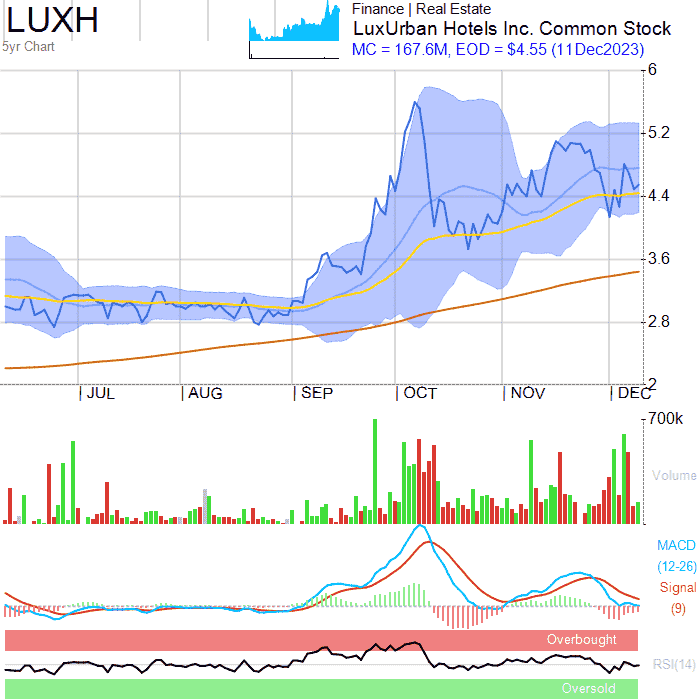 LUXH
5yr Chart
Finance | Real Estate
LuxUrban Hotels Inc. Common Stock
MC = 167.6M, EOD = $4.55 (11Dec2023)
6
5.2
4.4
3.6
2.8
2
| JUL | AUG | SEP | OCT | NOV | DEC
700k
Volume
MACD
(12-26)
Signal
(9)
Overbought
RSI(14)
Oversold